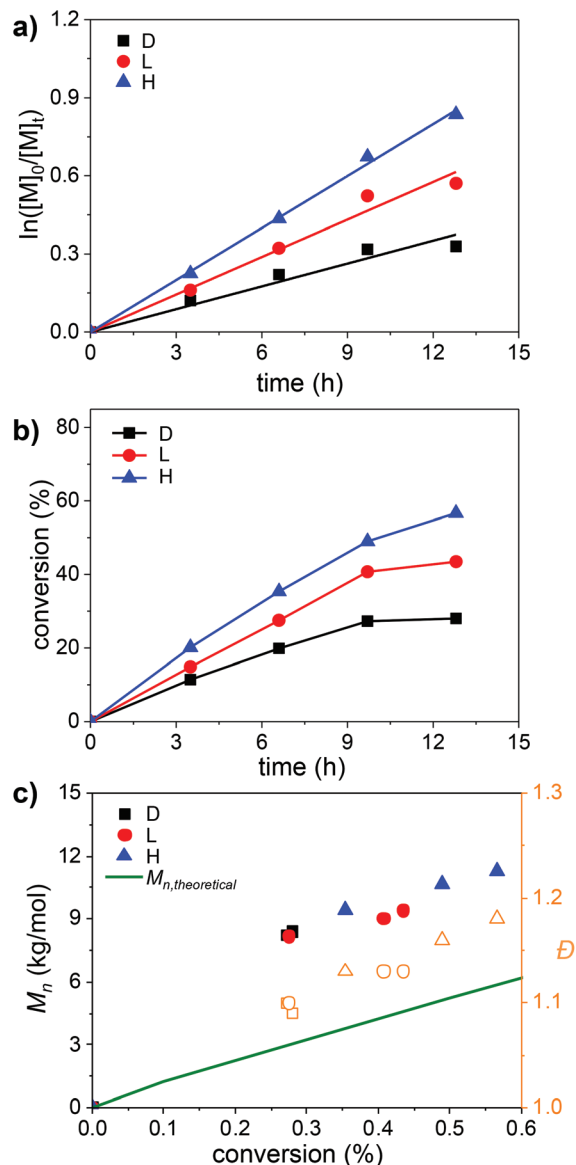 a)
1.2
0.9
0.6
0.3
0.0
ln([M]₀/[M]ₜ)
D
L
H
0 3 6 9 12 15
time (h)
b)
80
60
40
20
0
conversion (%)
D
L
H
0 3 6 9 12 15
time (h)
c)
15
12
9
6
3
0
Mₙ (kg/mol)
D
L
H
Mn,theoretical
1.3
1.2
1.1
1.0
Đ
0.0 0.1 0.2 0.3 0.4 0.5 0.6
conversion (%)